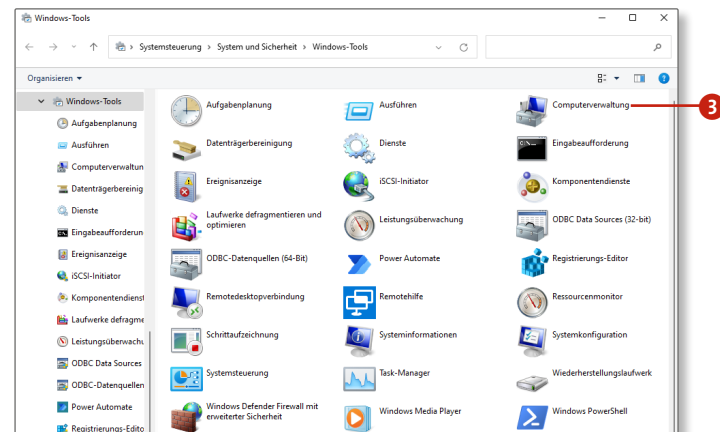 Windows-Tools
Systemsteuerung > System und Sicherheit > Windows-Tools
Organisieren
Windows-Tools
Aufgabenplanung
Ausführen
Computerverwaltun
Datenträgerbereinig
Dienste
Eingabeaufforderun
Ereignisanzeige
iSCSI-Initiator
Komponentendienst
Laufwerke defragme
Leistungsüberwachu
ODBC Data Sources
ODBC-Datenquellen
Power Automate
Registrierungs-Edito
Aufgabenplanung
Ausführen
Computerverwaltung
3
Datenträgerbereinigung
Dienste
Eingabeaufforderung
Ereignisanzeige
iSCSI-Initiator
Komponentendienste
Laufwerke defragmentieren und
optimieren
Leistungsüberwachung
ODBC Data Sources (32-bit)
ODBC-Datenquellen (64-Bit)
Power Automate
Registrierungs-Editor
Remotedesktopverbindung
Remotehilfe
Ressourcenmonitor
Schrittaufzeichnung
Systeminformationen
Systemkonfiguration
Systemsteuerung
Task-Manager
Wiederherstellungslaufwerk
Windows Defender Firewall mit
erweiterter Sicherheit
Windows Media Player
Windows PowerShell